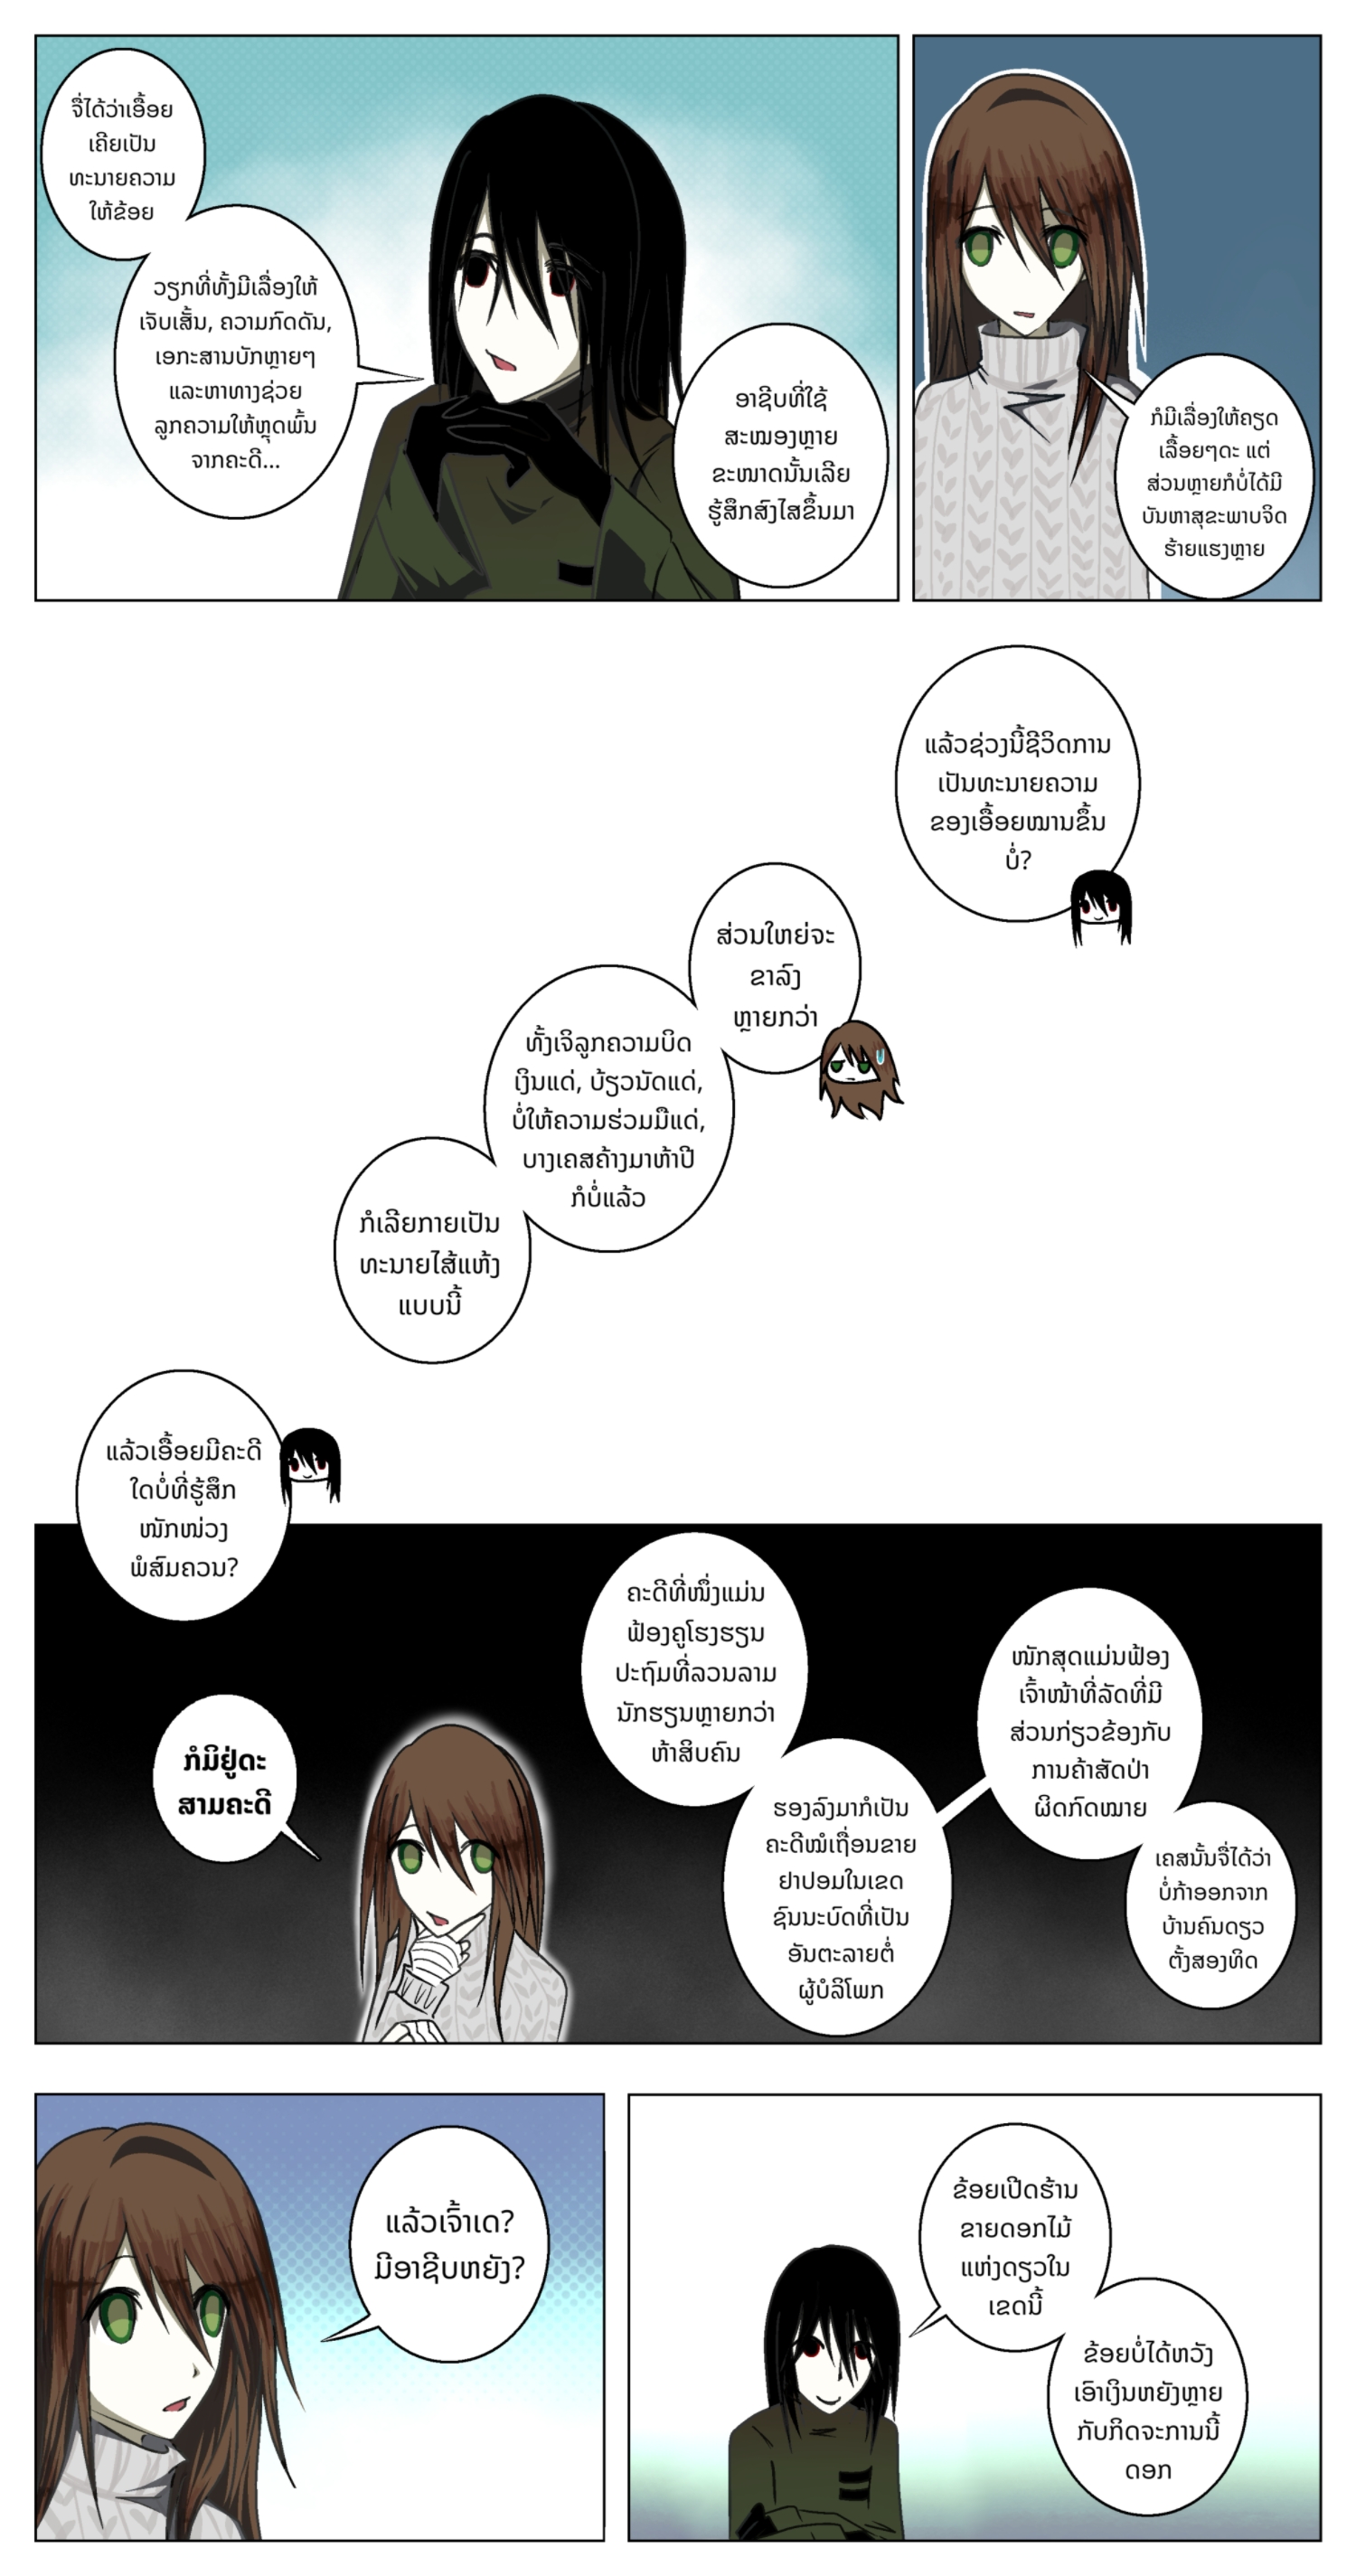 ຈື່ໄດ້ວ່າເອື້ອຍ
ເຄີຍເປັນ
ທະນາຍຄວາມ
ໃຫ້ຂ້ອຍ
ວຽກທີ່ທັ້ງມີເລື່ອງໃຫ້
ເຈັບເສັ້ນ, ຄວາມກົດດັນ,
ເອກະສານບັກຫຼາຍໆ
ແລະຫາທາງຊ່ວຍ
ລູກຄວາມໃຫ້ຫຼຸດພົ້ນ
ຈາກຄະດີ...
ອາຊີບທີ່ໃຊ້
ສະໝອງຫຼາຍ
ຂະໜາດນັ້ນເລີຍ
ຮູ້ສຶກສົງໄສຂຶ້ນມາ
ກໍມີເລື່ອງໃຫ້ຄຽດ
ເລື້ອຍໆດະ ແຕ່
ສ່ວນຫຼາຍກໍບໍ່ໄດ້ມີ
ບັນຫາສຸຂະພາບຈິດ
ຮ້າຍແຮງຫຼາຍ
ແລ້ວຊ່ວງນີ້ຊີວິດການ
ເປັນທະນາຍຄວາມ
ຂອງເອື້ອຍໝານຂຶ້ນ
ບໍ່?
ສ່ວນໃຫຍ່ຈະ
ຂາລົງ
ຫຼາຍກວ່າ
ທັ້ງເຈິລູກຄວາມບິດ
ເງິນແດ່, ບ້ຽວນັດແດ່,
ບໍ່ໃຫ້ຄວາມຮ່ວມມືແດ່,
ບາງເຄສຄ້າງມາຫ້າປີ
ກໍບໍ່ແລ້ວ
ກໍເລີຍກາຍເປັນ
ທະນາຍໄສ້ແຫ້ງ
ແບບນີ້
ແລ້ວເອື້ອຍມີຄະດີ
ໃດບໍ່ທີ່ຮູ້ສຶກ
ໜັກໜ່ວງ
ພໍສົມຄວນ?
ກໍມີຢູ່ດະ
ສາມຄະດີ
ຄະດີທີ່ໜຶ່ງແມ່ນ
ຟ້ອງຄູໂຮງຮຽນ
ປະຖົມທີ່ລວນລາມ
ນັກຮຽນຫຼາຍກວ່າ
ຫ້າສິບຄົນ
ຮອງລົງມາກໍເປັນ
ຄະດີໝໍເຖື່ອນຂາຍ
ຢາປອມໃນເຂດ
ຊົນນະບົດທີ່ເປັນ
ອັນຕະລາຍຕໍ່
ຜູ້ບໍລິໂພກ
ໜັກສຸດແມ່ນຟ້ອງ
ເຈົ້າໜ້າທີ່ລັດທີ່ມີ
ສ່ວນກ່ຽວຂ້ອງກັບ
ການຄ້າສັດປ່າ
ຜິດກົດໝາຍ
ເຄສນັ້ນຈື່ໄດ້ວ່າ
ບໍ່ກ້າອອກຈາກ
ບ້ານຄົນດຽວ
ຕັ້ງສອງທິດ
ແລ້ວເຈົ້າເດ?
ມີອາຊີບຫຍັງ?
ຂ້ອຍເປີດຮ້ານ
ຂາຍດອກໄມ້
ແຫ່ງດຽວໃນ
ເຂດນີ້
ຂ້ອຍບໍ່ໄດ້ຫວັງ
ເອົາເງິນຫຍັງຫຼາຍ
ກັບກິດຈະການນີ້
ດອກ